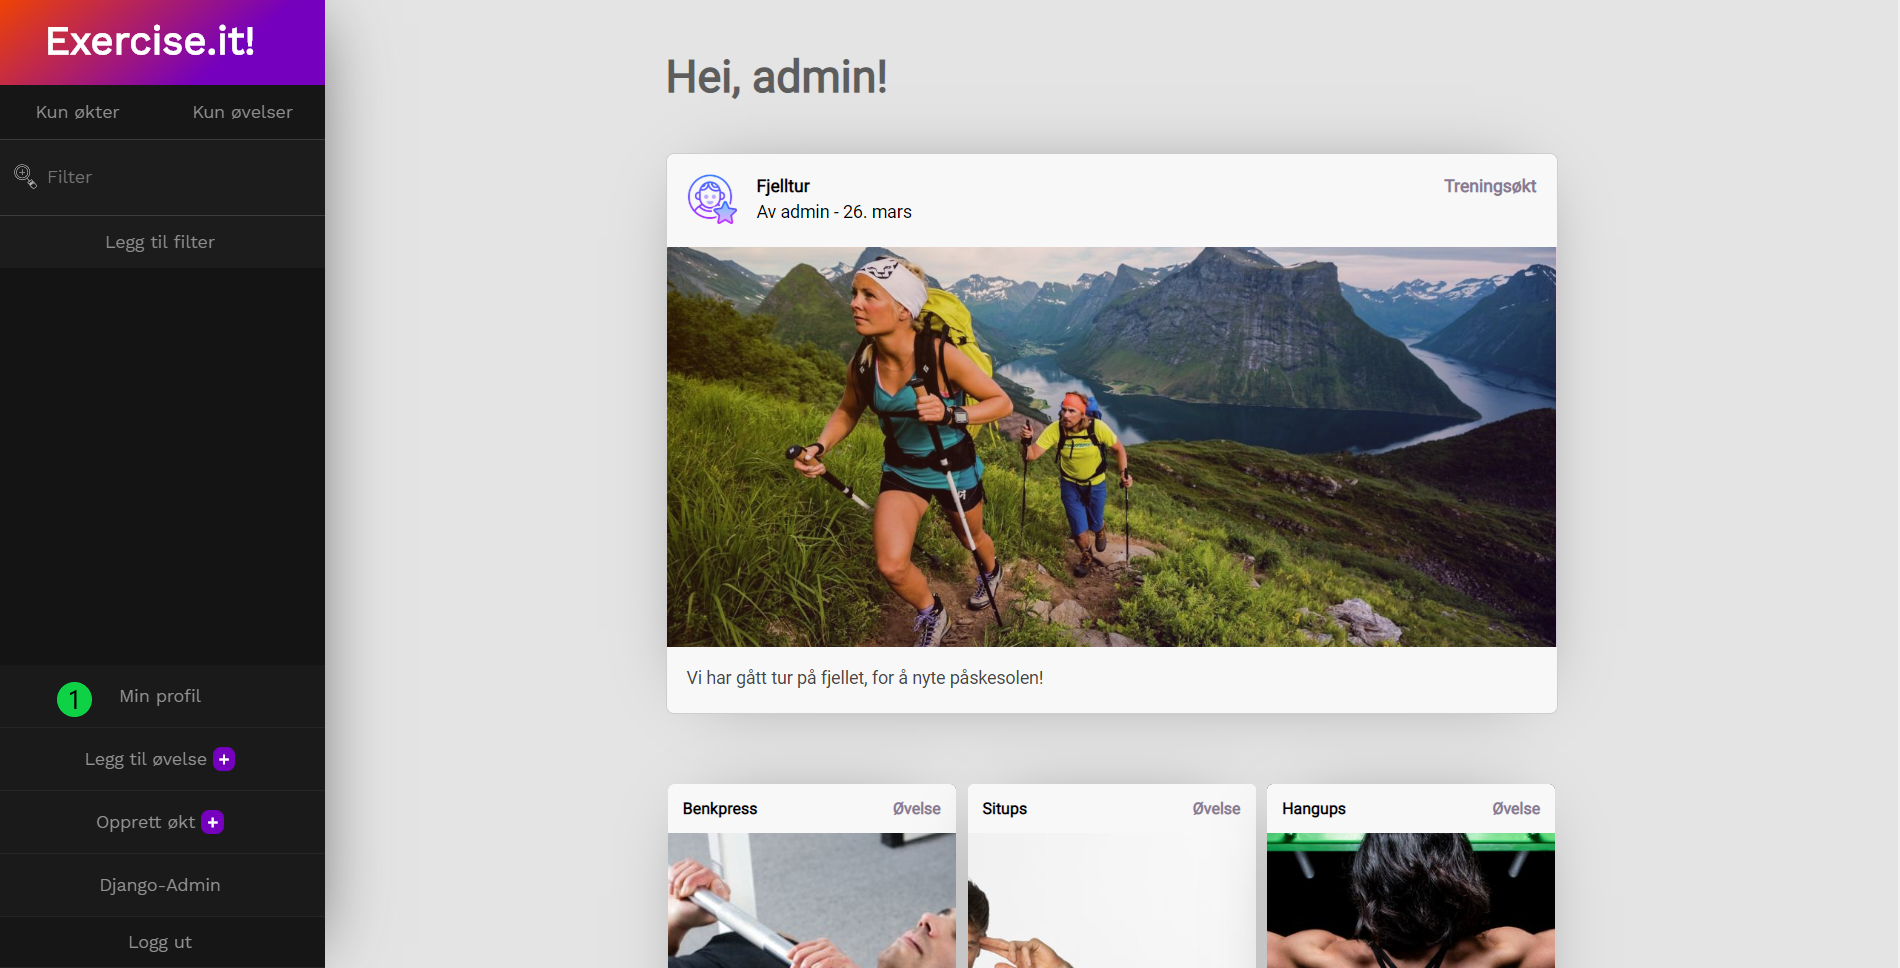 Exercise.it!
Kun økter
Kun øvelser
Filter
Legg til filter
1
Min profil
Legg til øvelse +
Opprett økt +
Django-Admin
Logg ut
Hei, admin!
Fjelltur
Treningsøkt
Av admin - 26. mars
Vi har gått tur på fjellet, for å nyte påskesolen!
Benkpress
Øvelse
Situps
Øvelse
Hangups
Øvelse